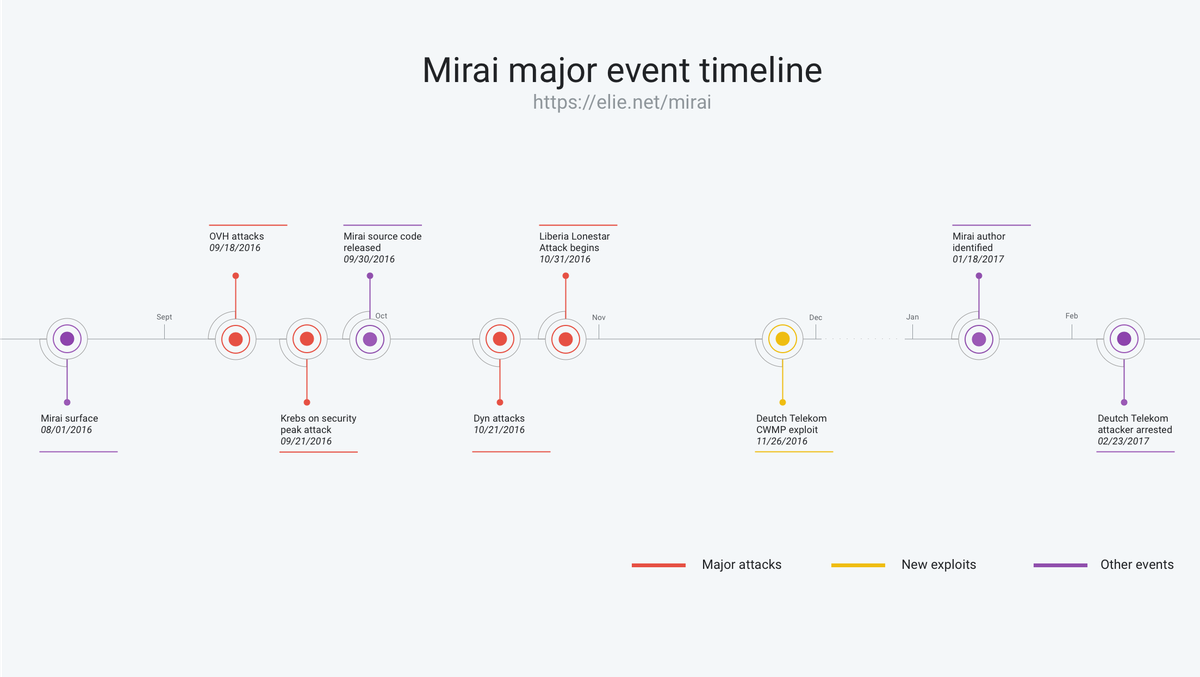 Mirai major event timeline
https://elie.net/mirai
OVH attacks
09/18/2016
Mirai source code
released
09/30/2016
Liberia Lonestar
Attack begins
10/31/2016
Mirai author
identified
01/18/2017
Sept
Oct
Nov
Dec
Jan
Feb
Mirai surface
08/01/2016
Krebs on security
peak attack
09/21/2016
Dyn attacks
10/21/2016
Deutch Telekom
CWMP exploit
11/26/2016
Deutch Telekom
attacker arrested
02/23/2017
Major attacks
New exploits
Other events